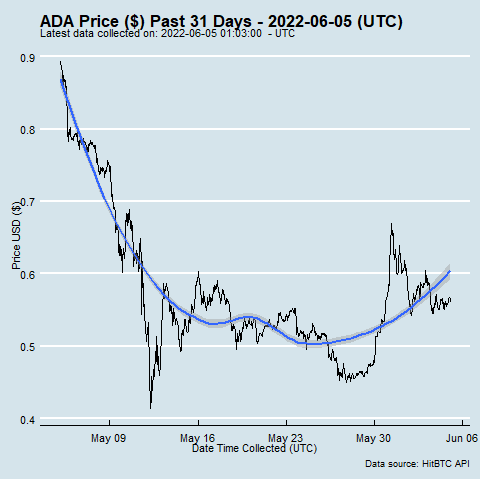 ADA Price ($) Past 31 Days - 2022-06-05 (UTC)
Latest data collected on: 2022-06-05 01:03:00  - UTC
0.9
0.8
0.7
0.6
0.5
0.4
Price USD ($)
May 09
May 16
May 23
May 30
Jun 06
Date Time Collected (UTC)
Data source: HitBTC API